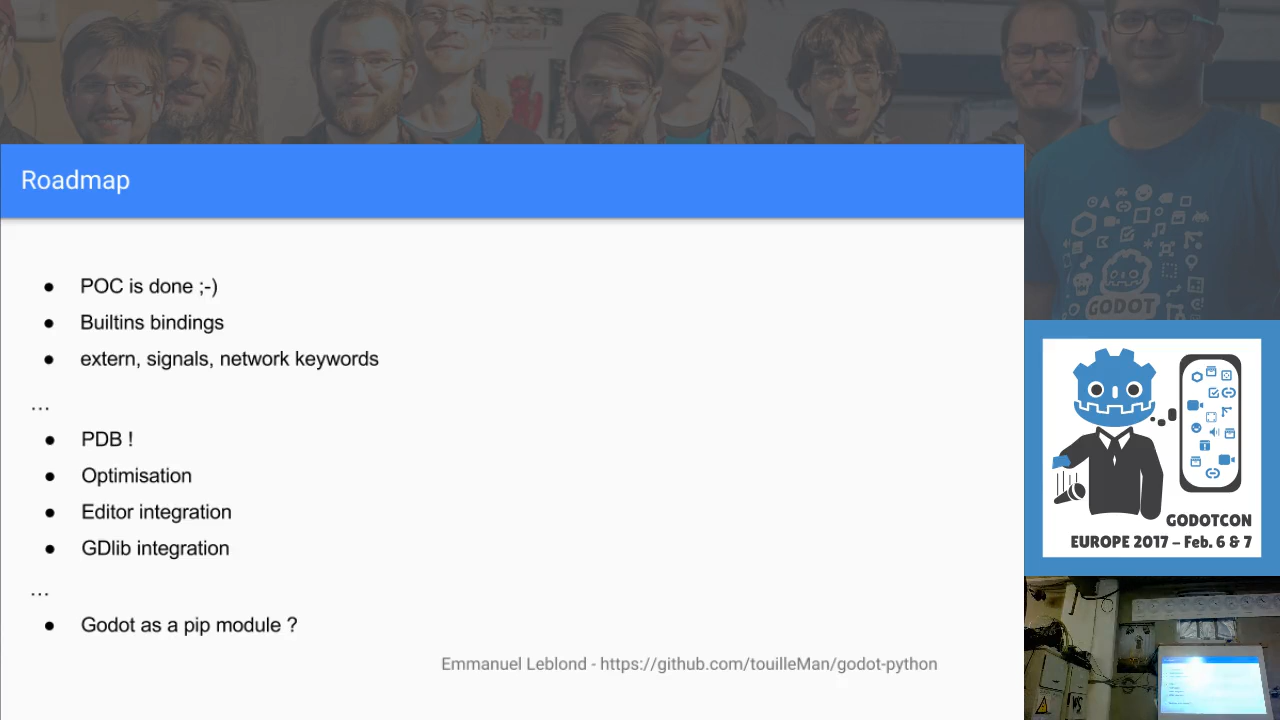 Roadmap
● POC is done ;-)
● Builtins bindings
● extern, signals, network keywords
...
● PDB !
● Optimisation
● Editor integration
● GDlib integration
...
● Godot as a pip module ?
Emmanuel Leblond - https://github.com/touilleMan/godot-python
GODOT
GODOTCON
EUROPE 2017 – Feb. 6 & 7